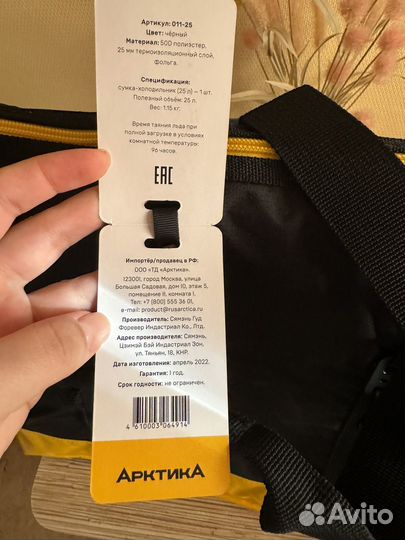 Артикул: 011-25
Цвет: чёрный
Материал: 500 полиэстер,
25 мм термоизоляционный слой,
фольга.
Спецификация:
сумка-холодильник (25 л) – 1 шт.
Полезный объём: 25 л.
Вес: 1.15 кг.
Время таяния льда при
полной загрузке в условиях
комнатной температуры:
96 часов.
EAC
Импортёр/продавец в РФ:
ООО «ТД «Арктика».
123001, город Москва, улица
Большая Садовая, дом 10, этаж 5,
помещение II, комната 1.
Тел: +7 (800) 555 36 01,
e-mail: product@rusarctica.ru
Производитель: Сямэнь Гуд
Форевер Индастриал Ко., Лтд.
Адрес производителя: Сямэнь,
Цзимэй Бэй Индастриал Зон,
ул. Тяньян, 18, КНР.
Дата изготовления: апрель 2022.
Гарантия: 1 год.
Срок годности: не ограничен.
4 610003 064914
АРКТИКА
Avito